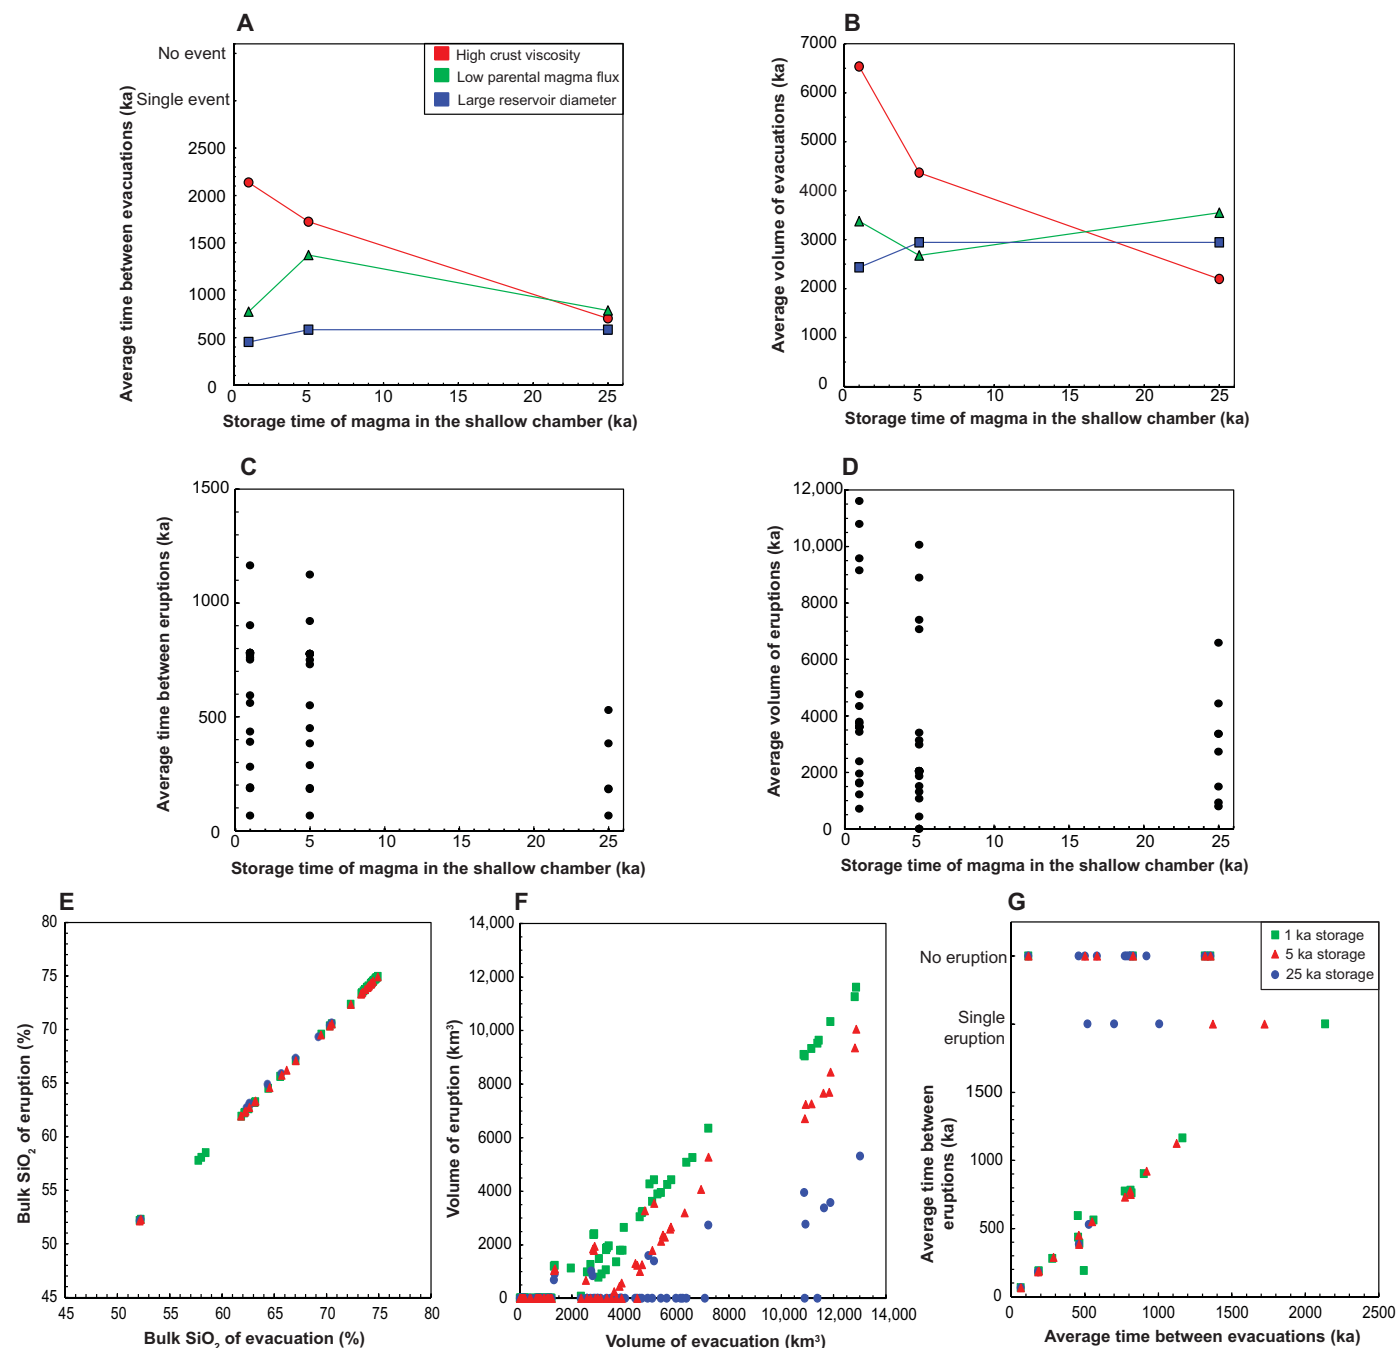 A
No event
Single event
High crust viscosity
Low parental magma flux
Large reservoir diameter
Average time between evacuations (ka)
2500
2000
1500
1000
500
0
0 5 10 15 20 25
Storage time of magma in the shallow chamber (ka)
B
Average volume of evacuations (ka)
7000
6000
5000
4000
3000
2000
1000
0
0 5 10 15 20 25
Storage time of magma in the shallow chamber (ka)
C
Average time between eruptions (ka)
1500
1000
500
0
0 5 10 15 20 25
Storage time of magma in the shallow chamber (ka)
D
Average volume of eruptions (ka)
12,000
10,000
8000
6000
4000
2000
0
0 5 10 15 20 25
Storage time of magma in the shallow chamber (ka)
E
Bulk SiO₂ of eruption (%)
80
75
70
65
60
55
50
45
45 50 55 60 65 70 75 80
Bulk SiO₂ of evacuation (%)
F
Volume of eruption (km³)
14,000
12,000
10,000
8000
6000
4000
2000
0
0 2000 4000 6000 8000 10,000 12,000 14,000
Volume of evacuation (km³)
G
1 ka storage
5 ka storage
25 ka storage
No eruption
Single
eruption
Average time between
eruptions (ka)
1500
1000
500
0
0 500 1000 1500 2000 2500
Average time between evacuations (ka)